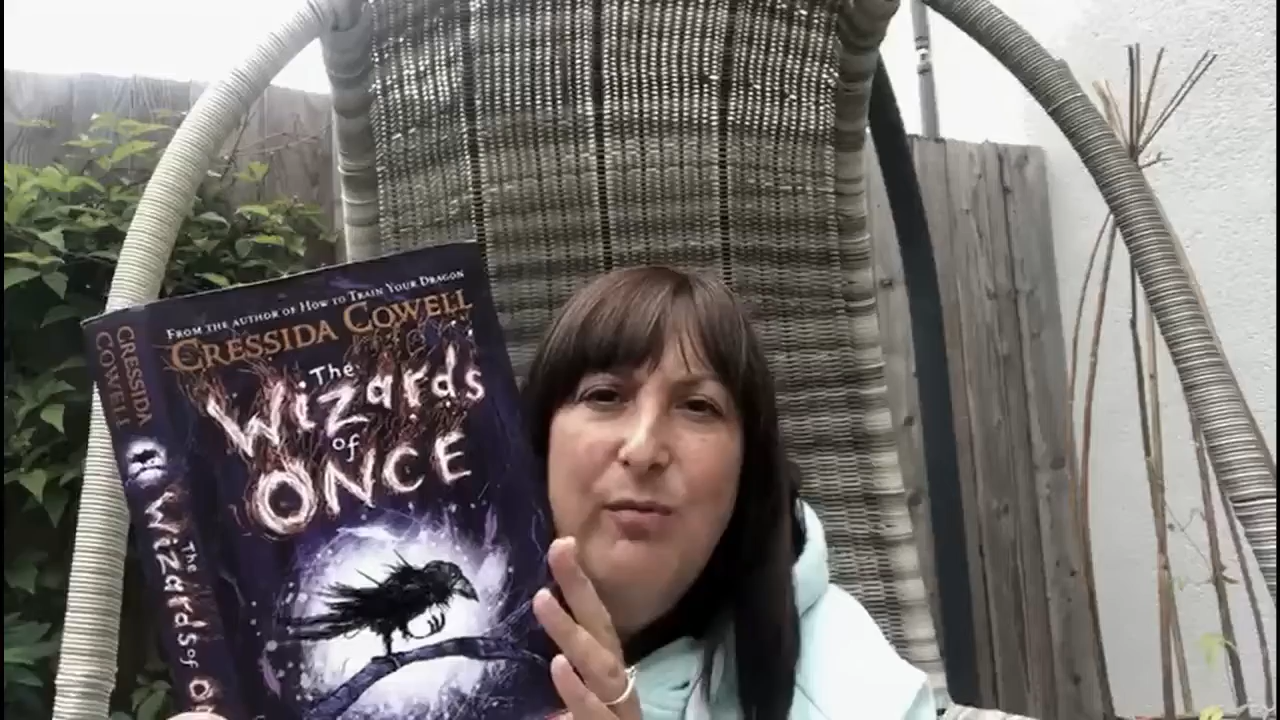 FROM THE AUTHOR OF HOW TO TRAIN YOUR DRAGON
CRESSIDA COWELL
The
Wizards
of
ONCE
CRESSIDA
COWELL
The
Wizards of